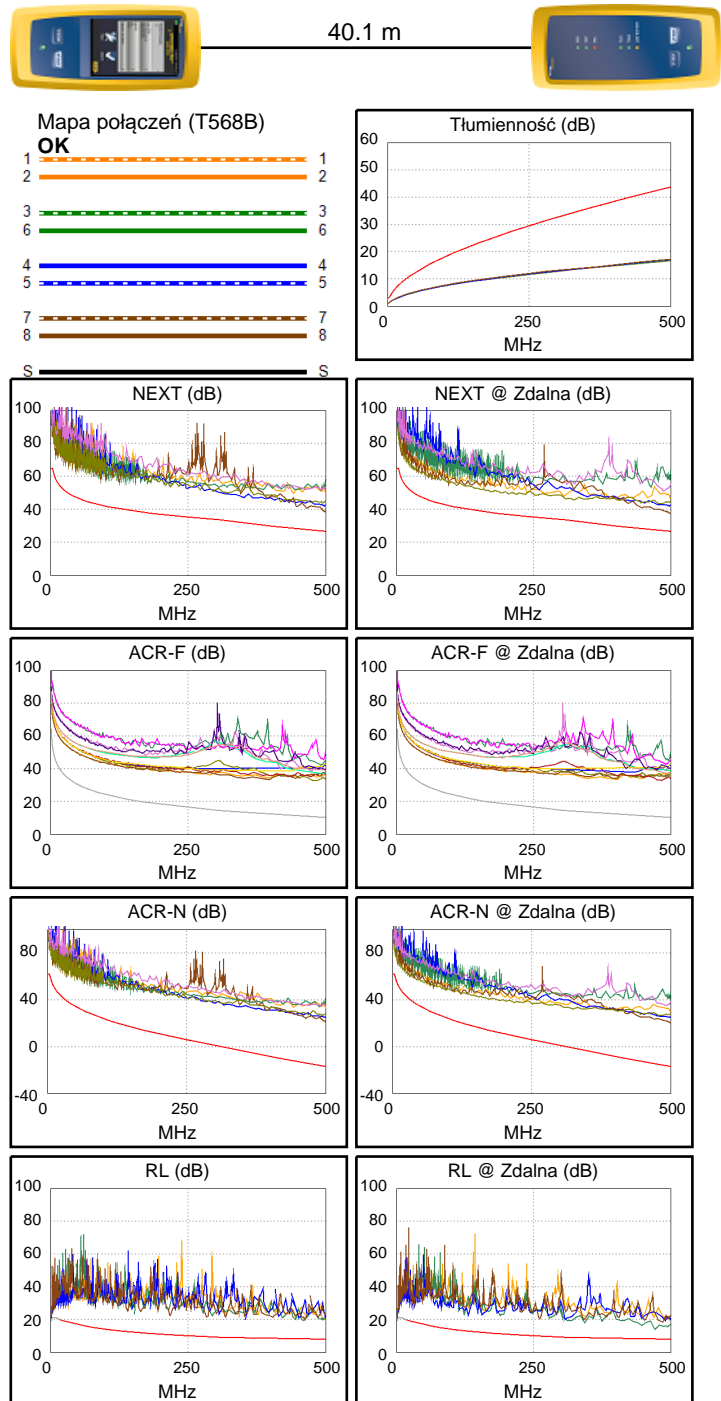 40.1 m
Mapa połączeń (T568B)
OK
1 1
2 2
3 3
6 6
4 4
5 5
7 7
8 8
S S
Tłumienność (dB)
60
50
40
30
20
10
0
0 250 500
MHz
NEXT (dB)
100
80
60
40
20
0
0 250 500
MHz
NEXT @ Zdalna (dB)
100
80
60
40
20
0
0 250 500
MHz
ACR-F (dB)
100
80
60
40
20
0
0 250 500
MHz
ACR-F @ Zdalna (dB)
100
80
60
40
20
0
0 250 500
MHz
ACR-N (dB)
80
40
0
-40
0 250 500
MHz
ACR-N @ Zdalna (dB)
80
40
0
-40
0 250 500
MHz
RL (dB)
100
80
60
40
20
0
0 250 500
MHz
RL @ Zdalna (dB)
100
80
60
40
20
0
0 250 500
MHz